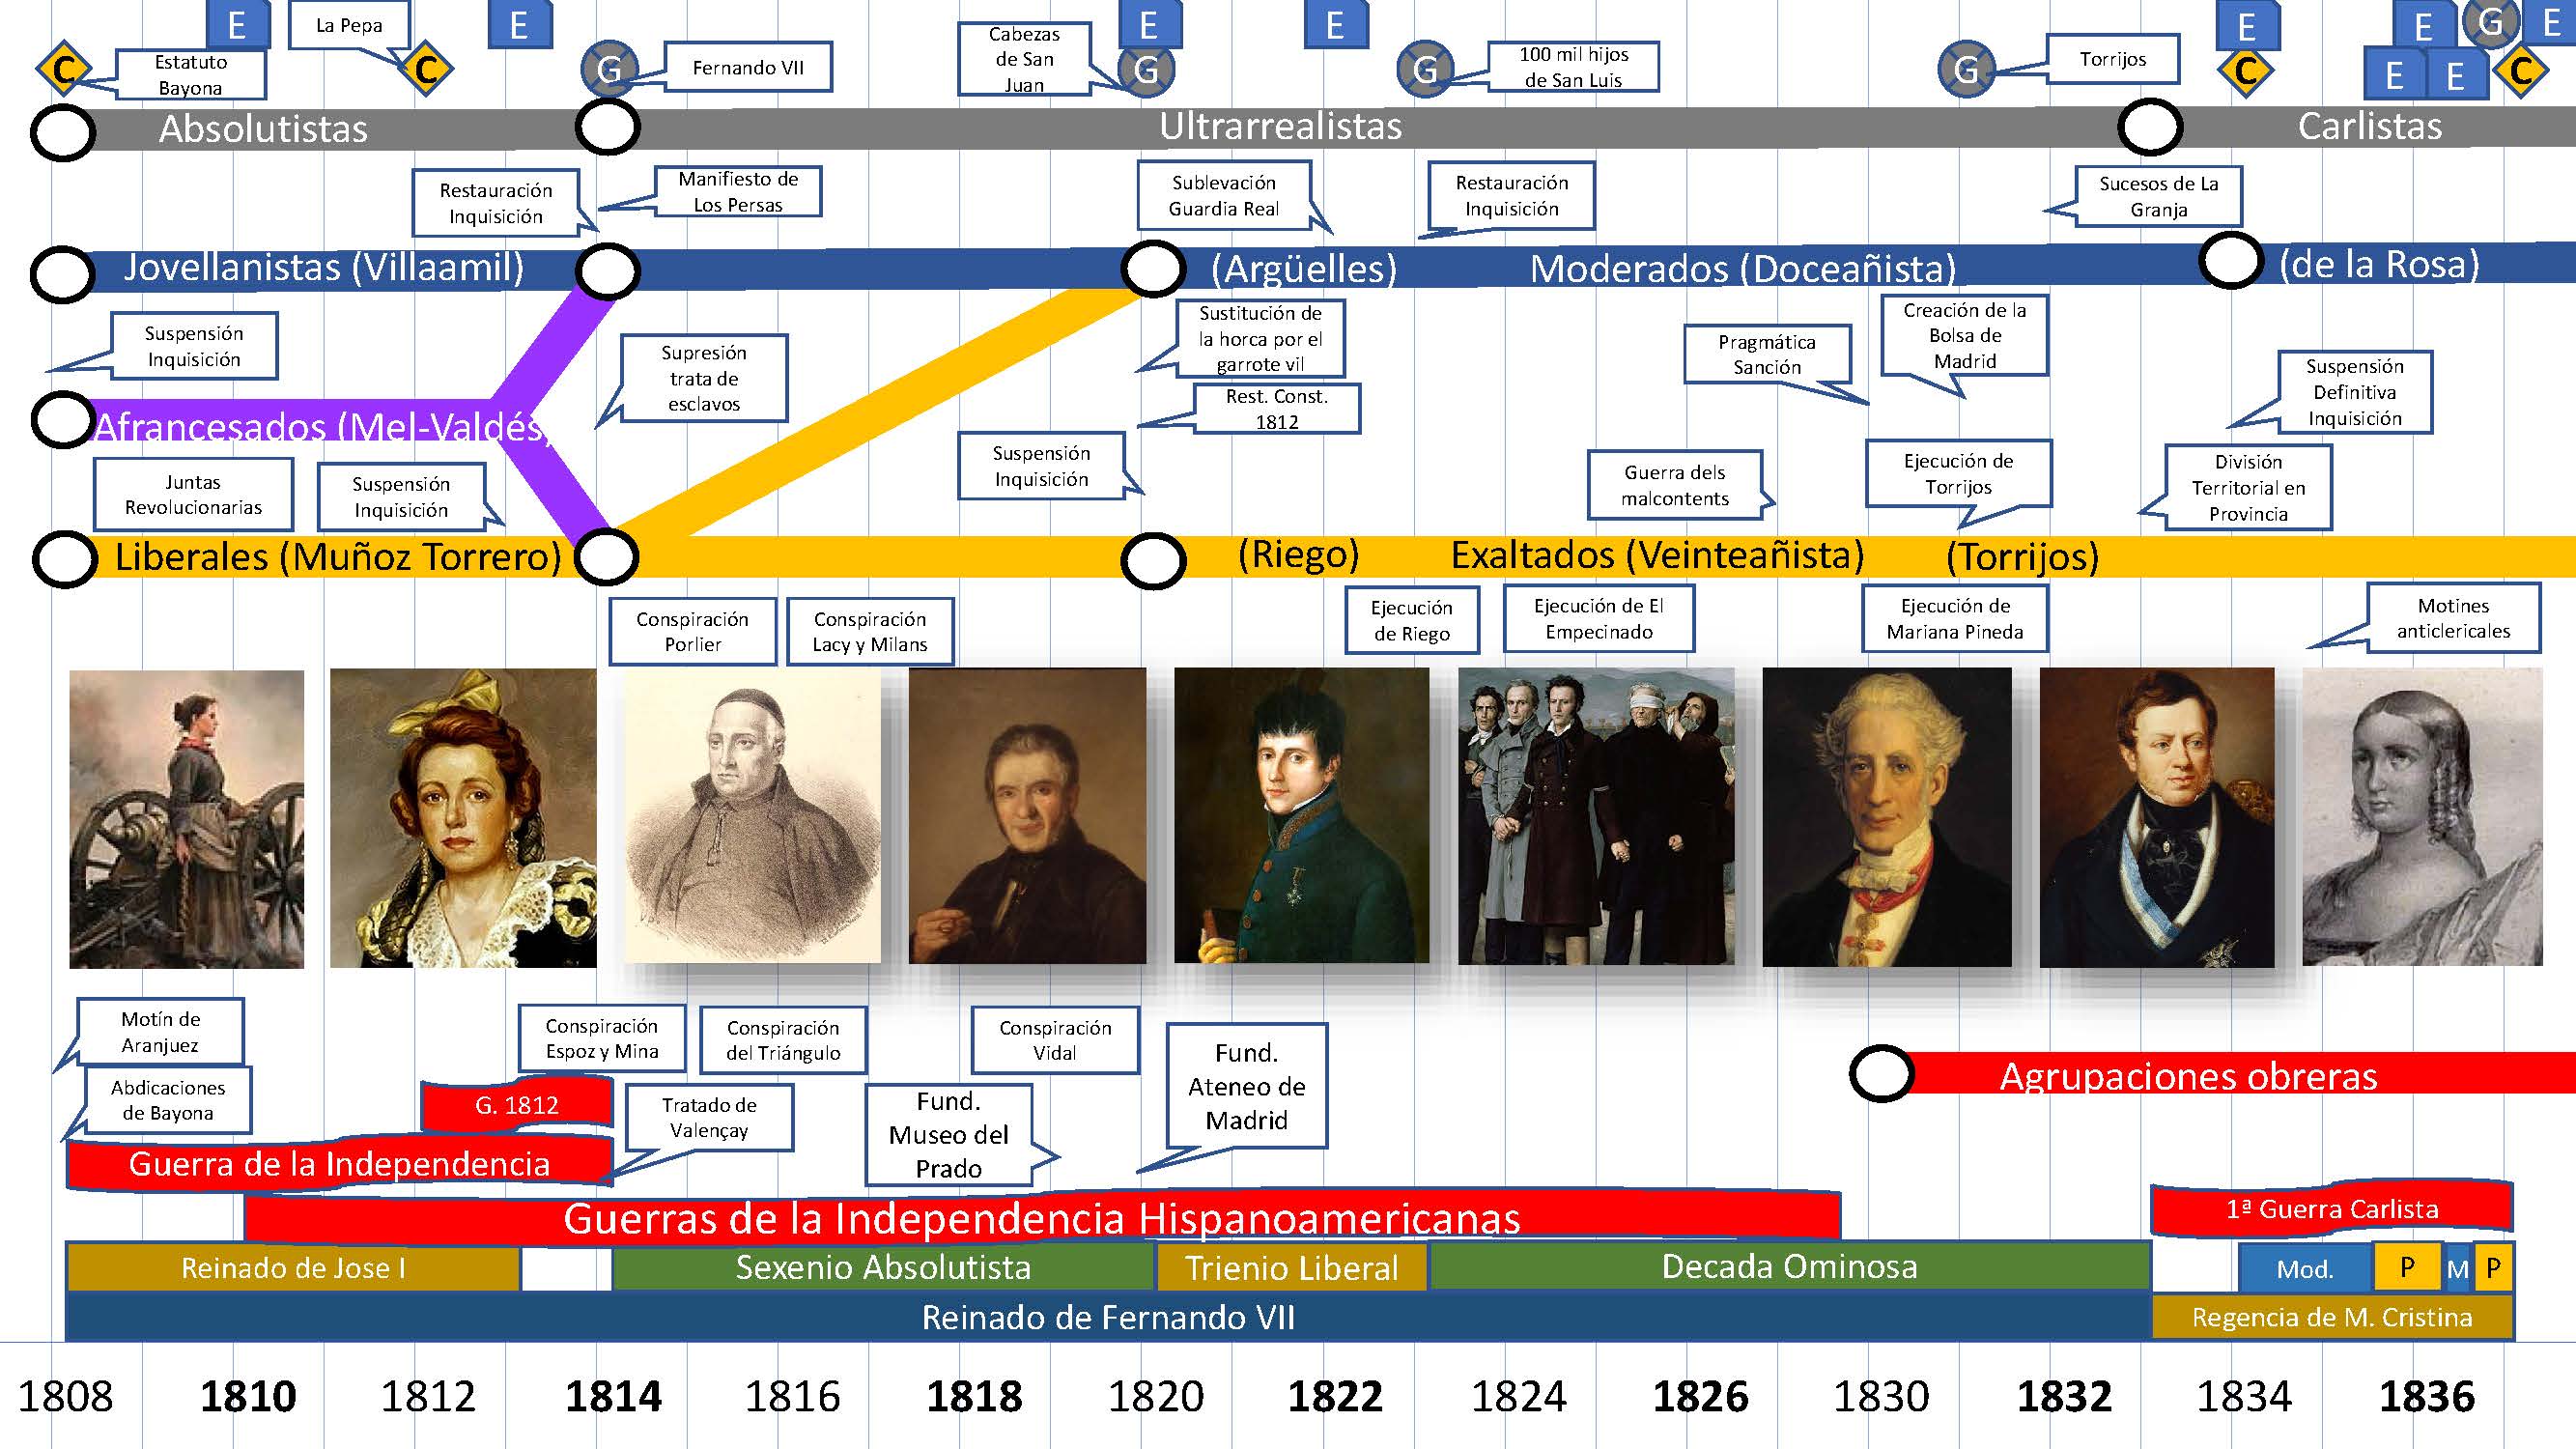 E
La Pepa
E
Cabezas
de San
Juan
E
E
E
E
G
E
C
Estatuto
Bayona
C
G
Fernando VII
G
G
100 mil hijos
de San Luis
G
Torrijos
C
E
E
C
Absolutistas
Ultrarrealistas
Carlistas
Restauración
Inquisición
Manifiesto de
Los Persas
Sublevación
Guardia Real
Restauración
Inquisición
Sucesos de La
Granja
Jovellanistas (Villaamil)
(Argüelles)
Moderados (Doceañista)
(de la Rosa)
Suspensión
Inquisición
Supresión
trata de
esclavos
Sustitución de
la horca por el
garrote vil
Rest. Const.
1812
Pragmática
Sanción
Creación de la
Bolsa de
Madrid
Suspensión
Definitiva
Inquisición
Afrancesados (Mel-Valdés)
Juntas
Revolucionarias
Suspensión
Inquisición
Suspensión
Inquisición
Guerra dels
malcontents
Ejecución de
Torrijos
División
Territorial en
Provincia
Liberales (Muñoz Torrero)
(Riego)
Exaltados (Veinteañista)
(Torrijos)
Conspiración
Porlier
Conspiración
Lacy y Milans
Ejecución
de Riego
Ejecución de El
Empecinado
Ejecución de
Mariana Pineda
Motines
anticlericales
Motín de
Aranjuez
Abdicaciones
de Bayona
Conspiración
Espoz y Mina
Conspiración
del Triángulo
Conspiración
Vidal
Fund.
Ateneo de
Madrid
Agrupaciones obreras
G. 1812
Tratado de
Valençay
Fund.
Museo del
Prado
Guerra de la Independencia
Guerras de la Independencia Hispanoamericanas
1ª Guerra Carlista
Reinado de Jose I
Sexenio Absolutista
Trienio Liberal
Decada Ominosa
Mod.
P
M
P
Reinado de Fernando VII
Regencia de M. Cristina
1808
1810
1812
1814
1816
1818
1820
1822
1824
1826
1830
1832
1834
1836